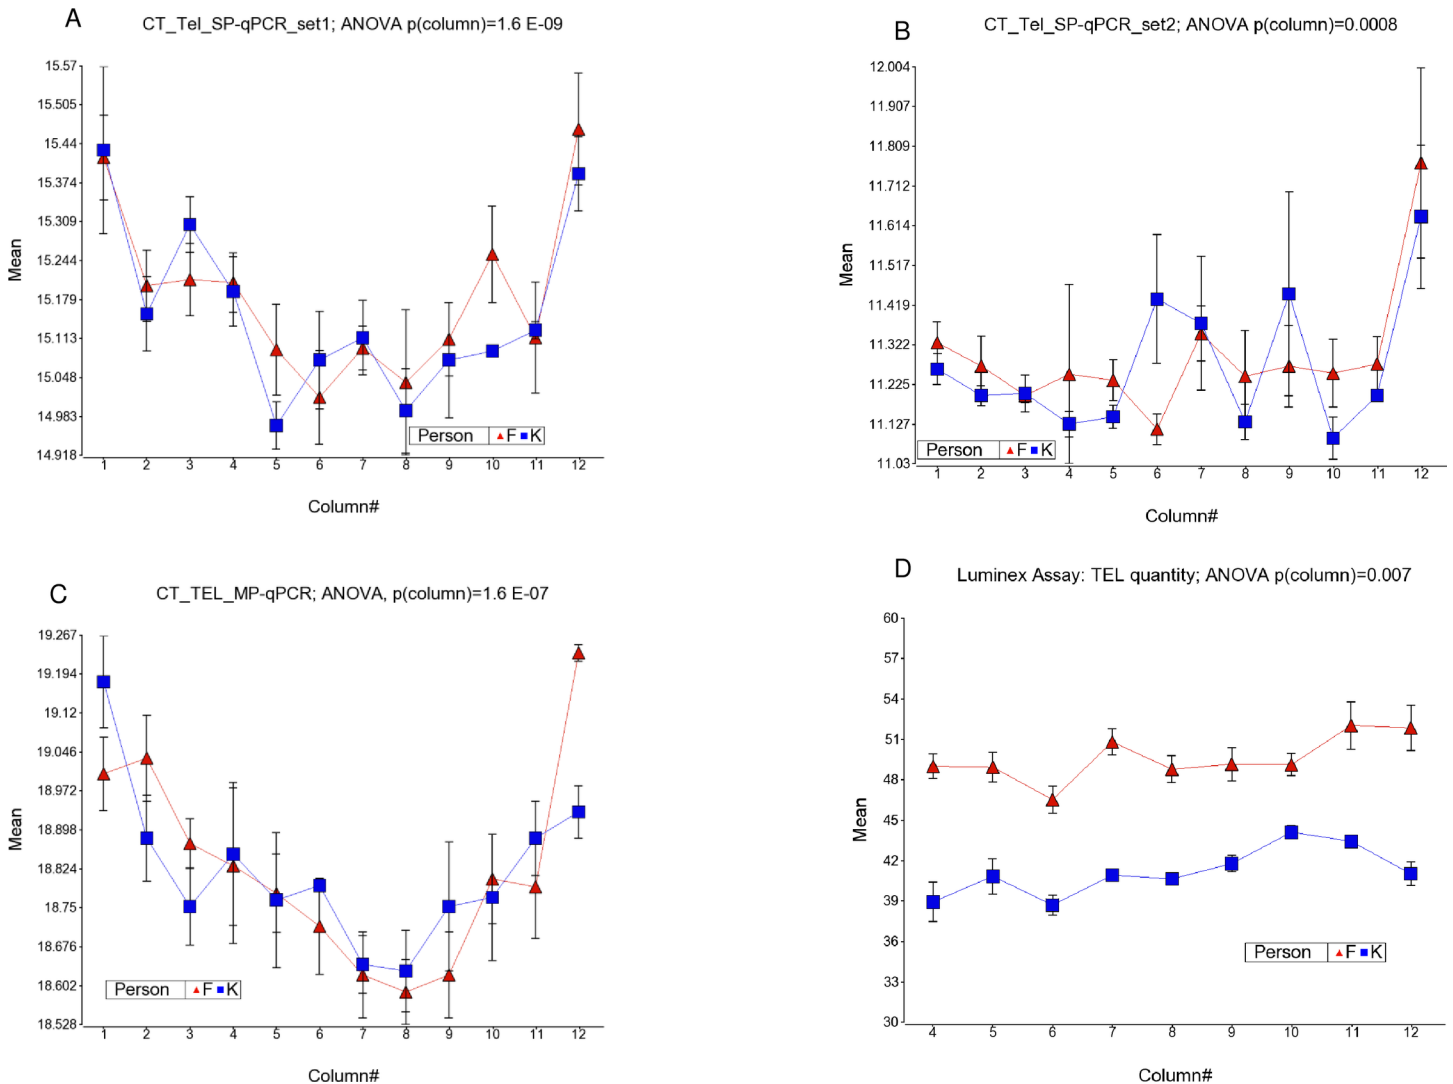 A
CT_Tel_SP-qPCR_set1; ANOVA p(column)=1.6 E-09
15.57
15.505
15.44
15.374
15.309
15.244
15.179
15.113
15.048
14.983
14.918
Mean
Person F K
1 2 3 4 5 6 7 8 9 10 11 12
Column#
B
CT_Tel_SP-qPCR_set2; ANOVA p(column)=0.0008
12.004
11.907
11.809
11.712
11.614
11.517
11.419
11.322
11.225
11.127
11.03
Mean
Person F K
1 2 3 4 5 6 7 8 9 10 11 12
Column#
C
CT_TEL_MP-qPCR; ANOVA, p(column)=1.6 E-07
19.267
19.194
19.12
19.046
18.972
18.898
18.824
18.75
18.676
18.602
18.528
Mean
Person F K
1 2 3 4 5 6 7 8 9 10 11 12
Column#
D
Luminex Assay: TEL quantity; ANOVA p(column)=0.007
60
57
54
51
48
45
42
39
36
33
30
Mean
Person F K
4 5 6 7 8 9 10 11 12
Column#